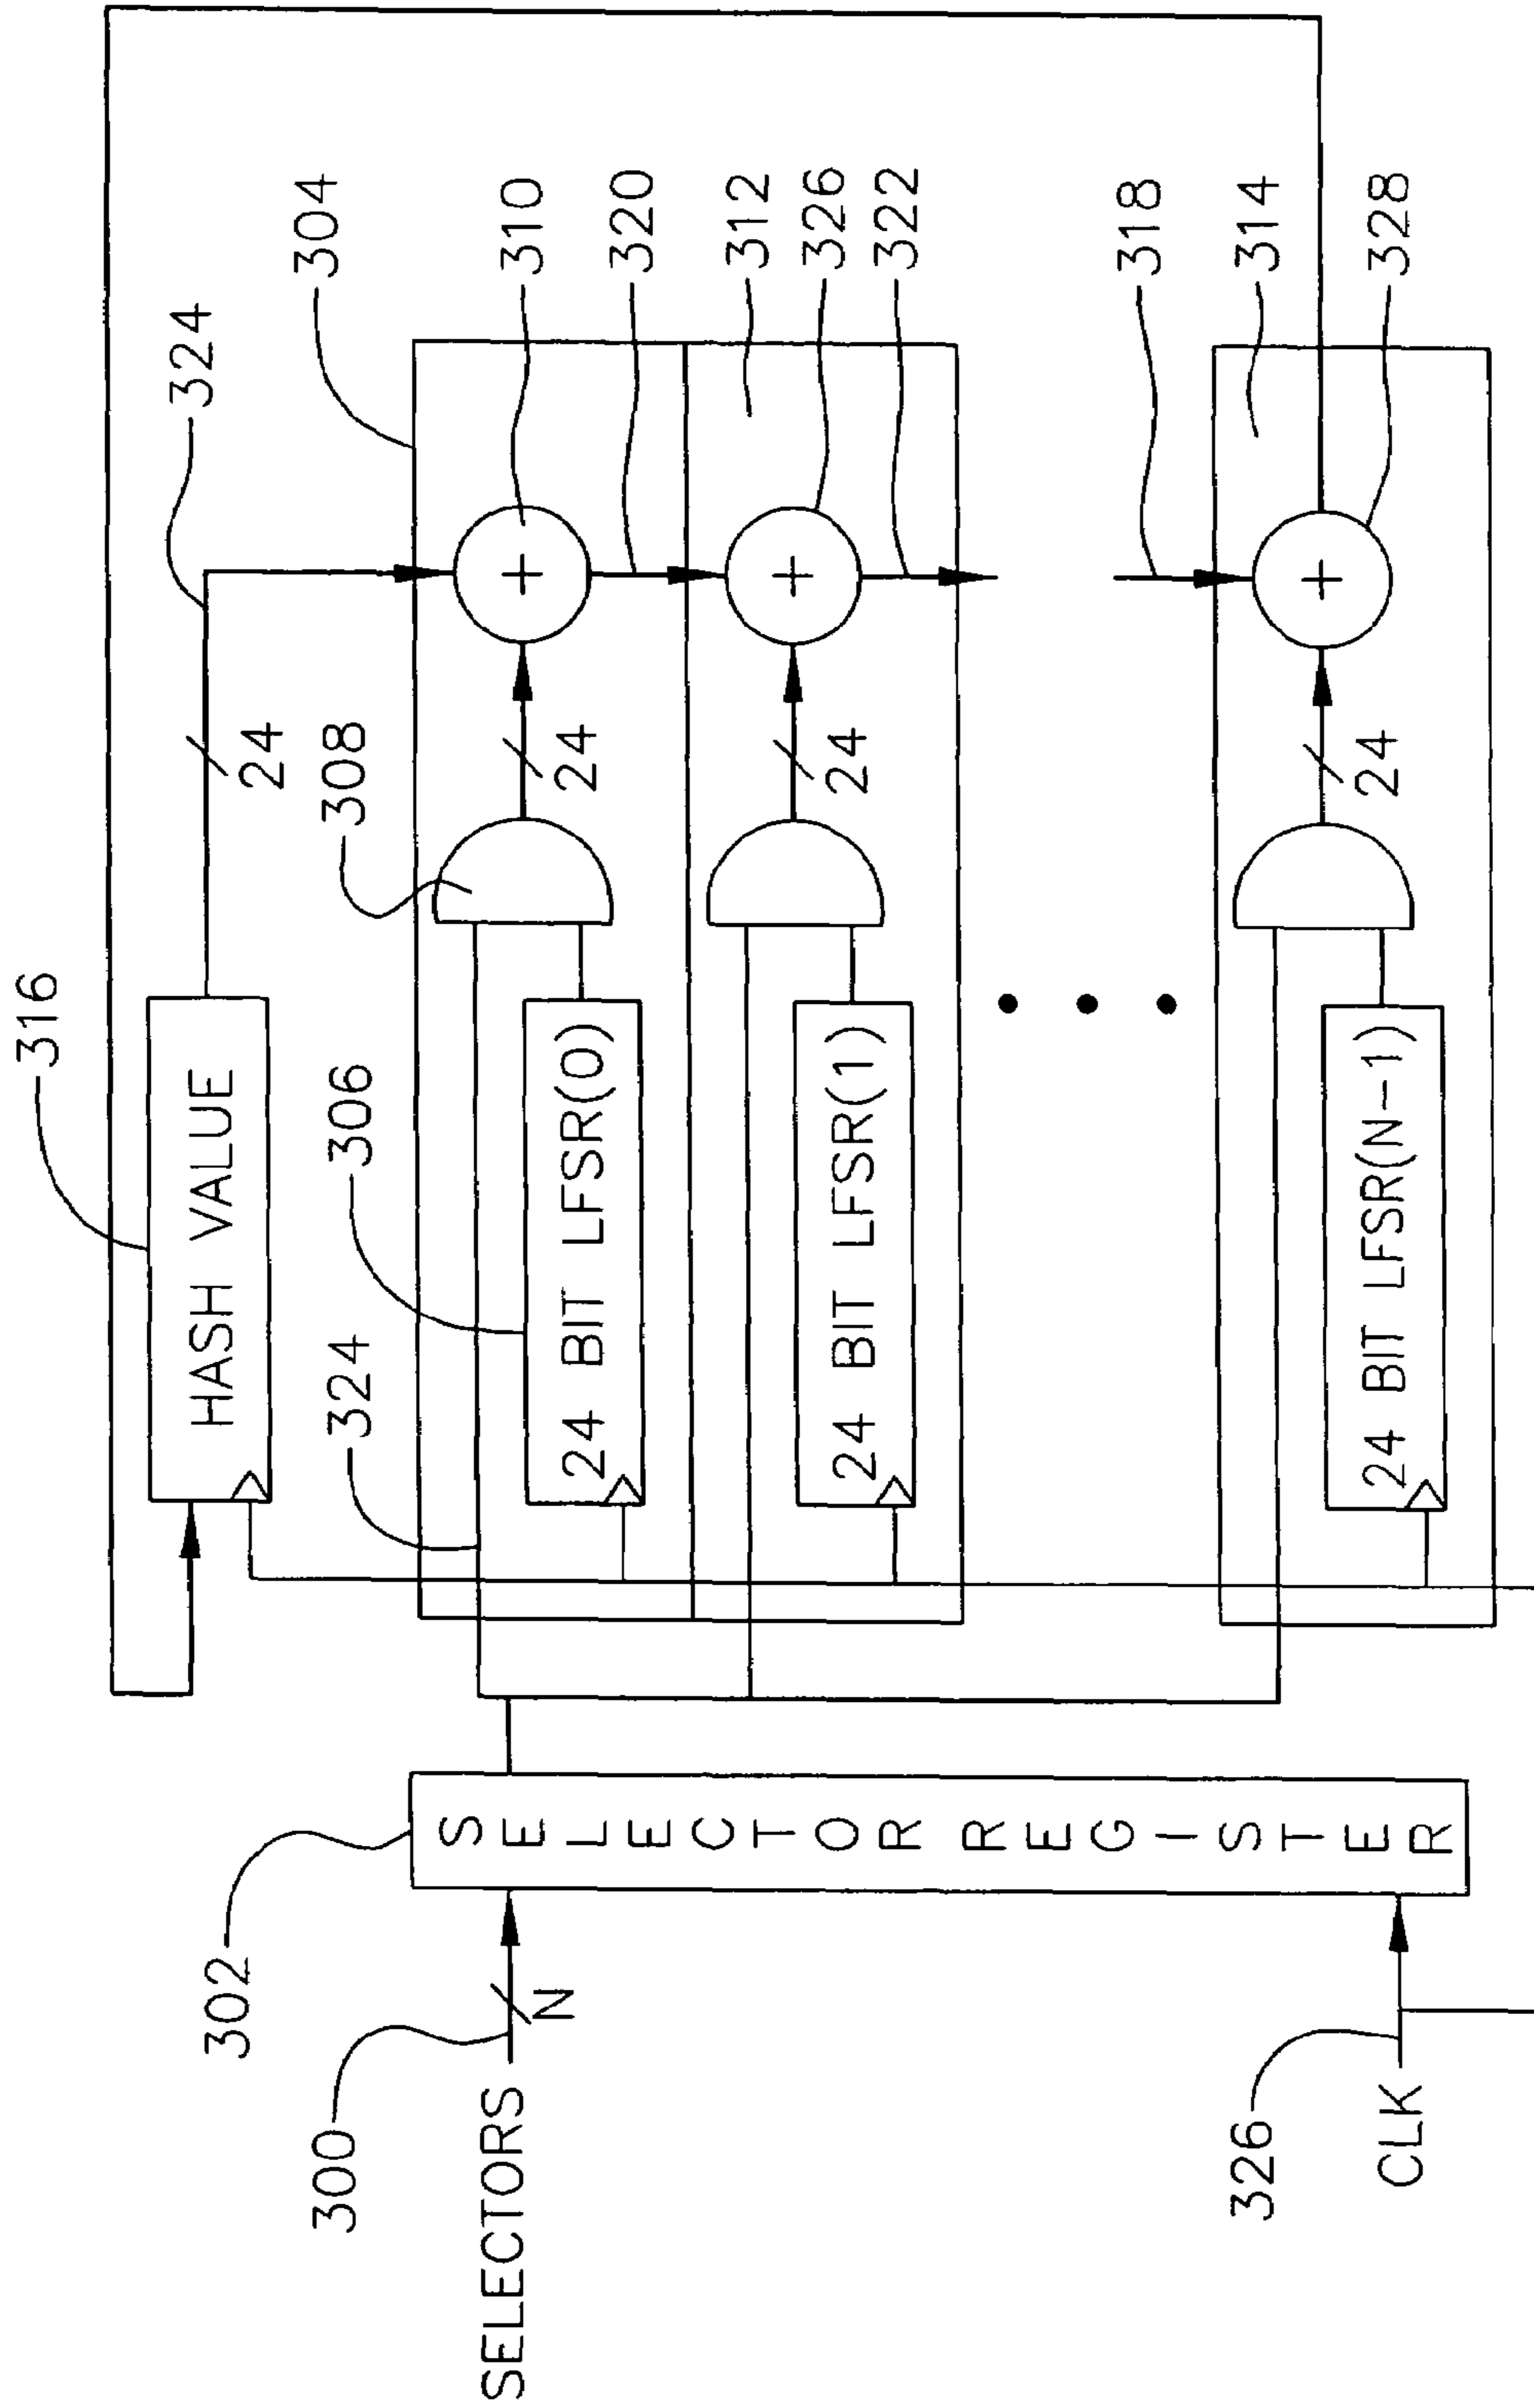 316
HASH VALUE
324
24
304
324
308
310
306
24 BIT LFSR(0)
24
320
312
24 BIT LFSR(1)
24
326
322
318
314
24 BIT LFSR(N-1)
24
328
302
SELECTOR REGISTER
300
SELECTORS
N
326
CLK